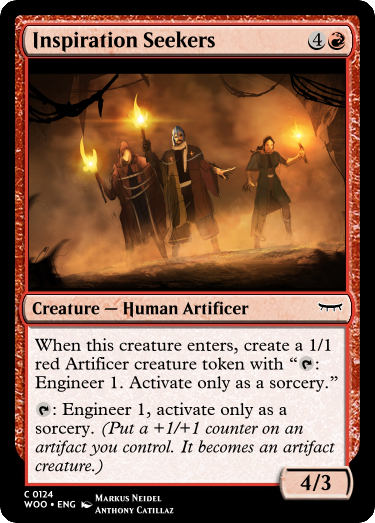 Inspiration Seekers 4
Creature — Human Artificer
When this creature enters, create a 1/1
red Artificer creature token with “:
Engineer 1. Activate only as a sorcery.”
: Engineer 1, activate only as a
sorcery. (Put a +1/+1 counter on an
artifact you control. It becomes an artifact
creature.)
4/3
C 0124
WOO • ENG Markus Neidel
Anthony Catillaz